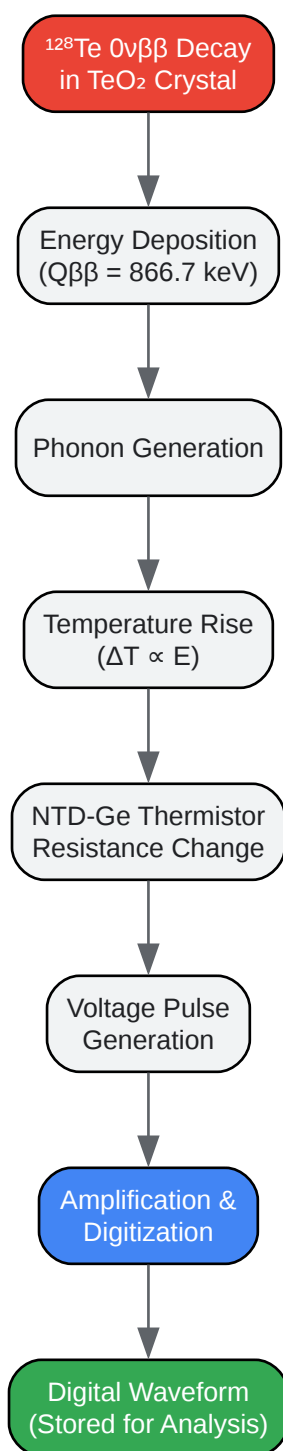 ¹²⁸Te 0νββ Decay
in TeO₂ Crystal
Energy Deposition
(Qββ = 866.7 keV)
Phonon Generation
Temperature Rise
(ΔT ∝ E)
NTD-Ge Thermistor
Resistance Change
Voltage Pulse
Generation
Amplification &
Digitization
Digital Waveform
(Stored for Analysis)